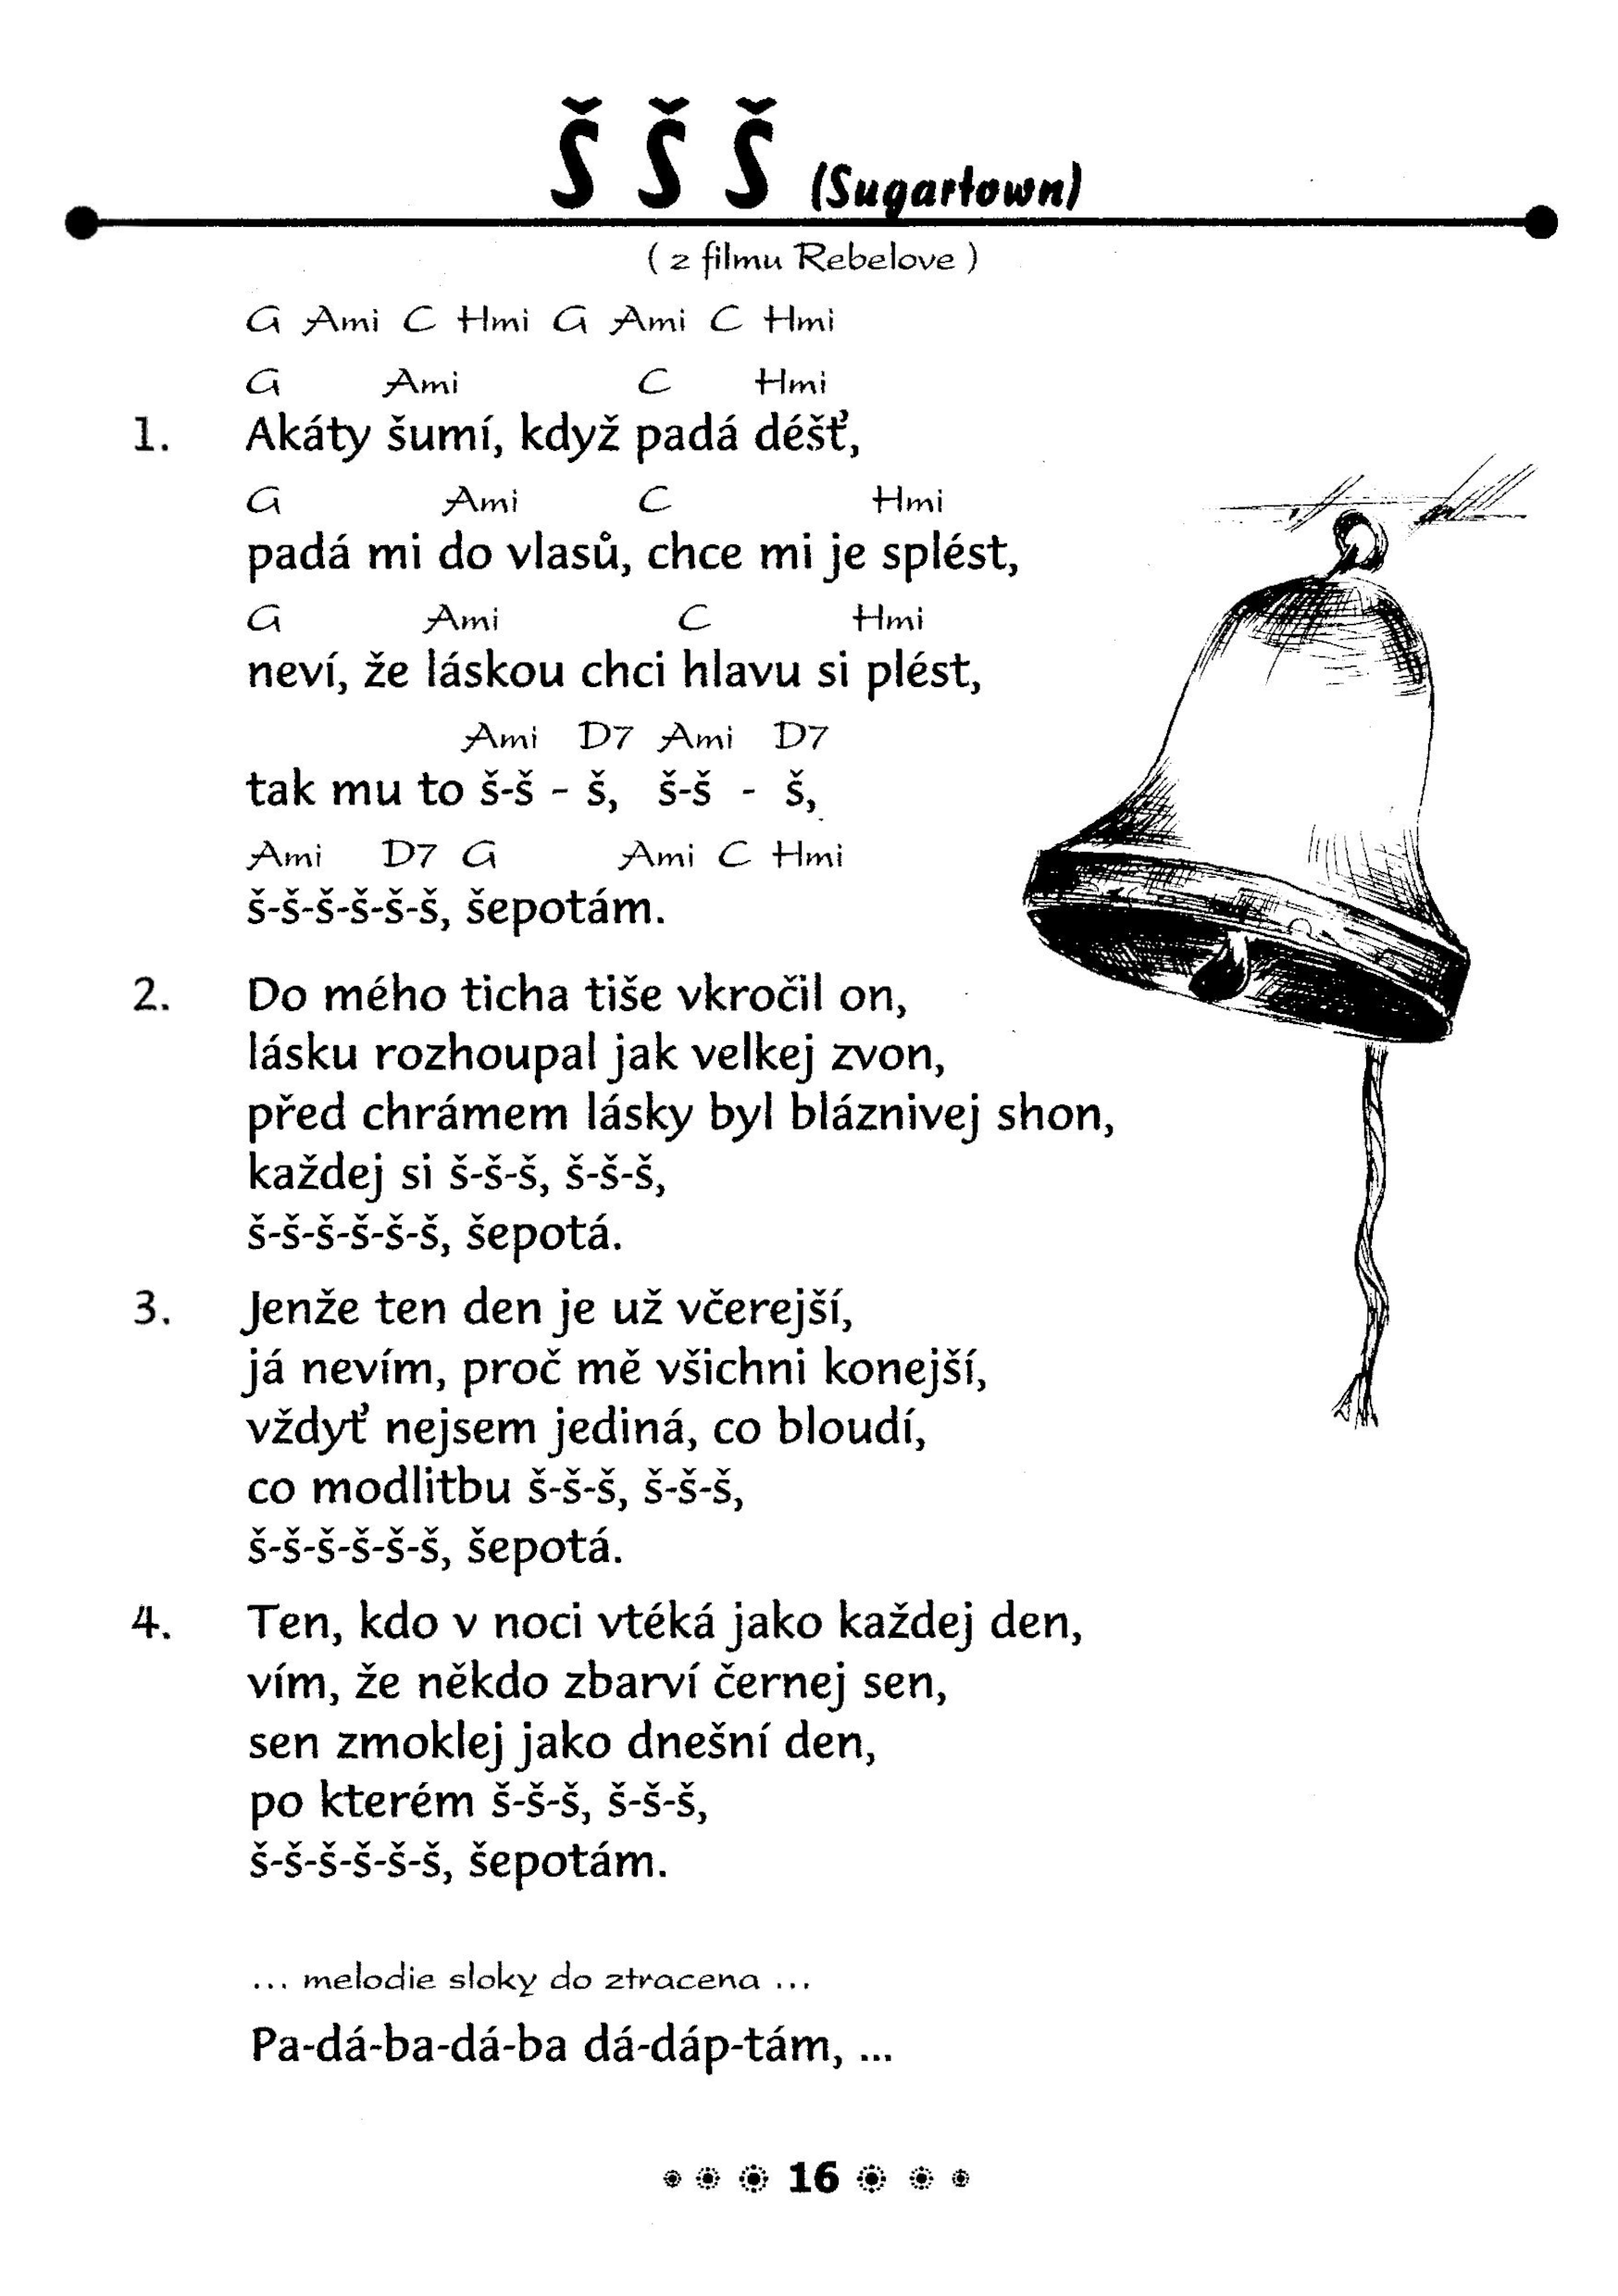 Š Š Š (Sugartown)
( z filmu Rebelove )
G Ami C Hmi G Ami C Hmi
G Ami C Hmi
1. Akáty šumí, když padá déšť,
G Ami C Hmi
padá mi do vlasů, chce mi je splést,
G Ami C Hmi
neví, že láskou chci hlavu si plést,
Ami D7 Ami D7
tak mu to š-š - š, š-š - š,
Ami D7 G Ami C Hmi
š-š-š-š-š-š, šepotám.
2. Do mého ticha tiše vkročil on,
lásku rozhoupal jak velkej zvon,
před chrámem lásky byl bláznivej shon,
každej si š-š-š, š-š-š,
š-š-š-š-š-š, šepotá.
3. Jenže ten den je už včerejší,
já nevím, proč mě všichni konejší,
vždyť nejsem jediná, co bloudí,
co modlitbu š-š-š, š-š-š,
š-š-š-š-š-š, šepotá.
4. Ten, kdo v noci vtéká jako každej den,
vím, že někdo zbarví černej sen,
sen zmoklej jako dnešní den,
po kterém š-š-š, š-š-š,
š-š-š-š-š-š, šepotám.
... melodie sloky do ztracena ...
Pa-dá-ba-dá-ba dá-dáp-tám, ...
16